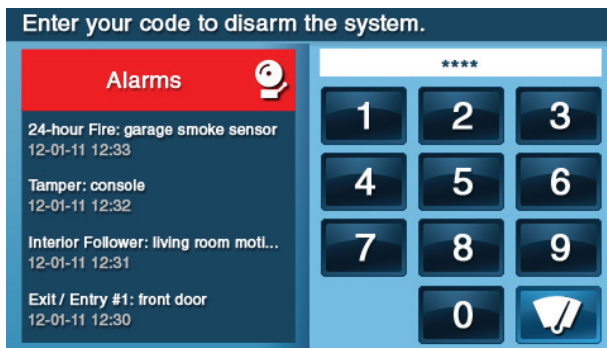 Enter your code to disarm the system.
Alarms
24-hour Fire: garage smoke sensor
12-01-11 12:33
Tamper: console
12-01-11 12:32
Interior Follower: living room moti...
12-01-11 12:31
Exit / Entry #1: front door
12-01-11 12:30
****
1 2 3
4 5 6
7 8 9
0